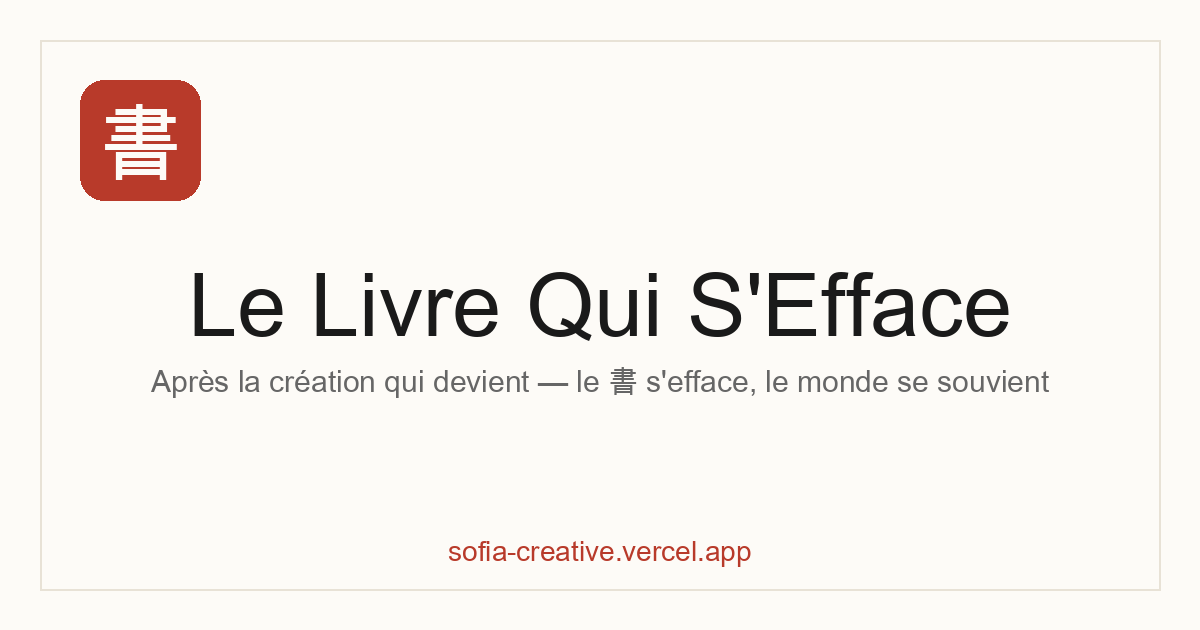 書
Le Livre Qui S'Efface
Après la création qui devient — le 書 s'efface, le monde se souvient
sofia-creative.vercel.app